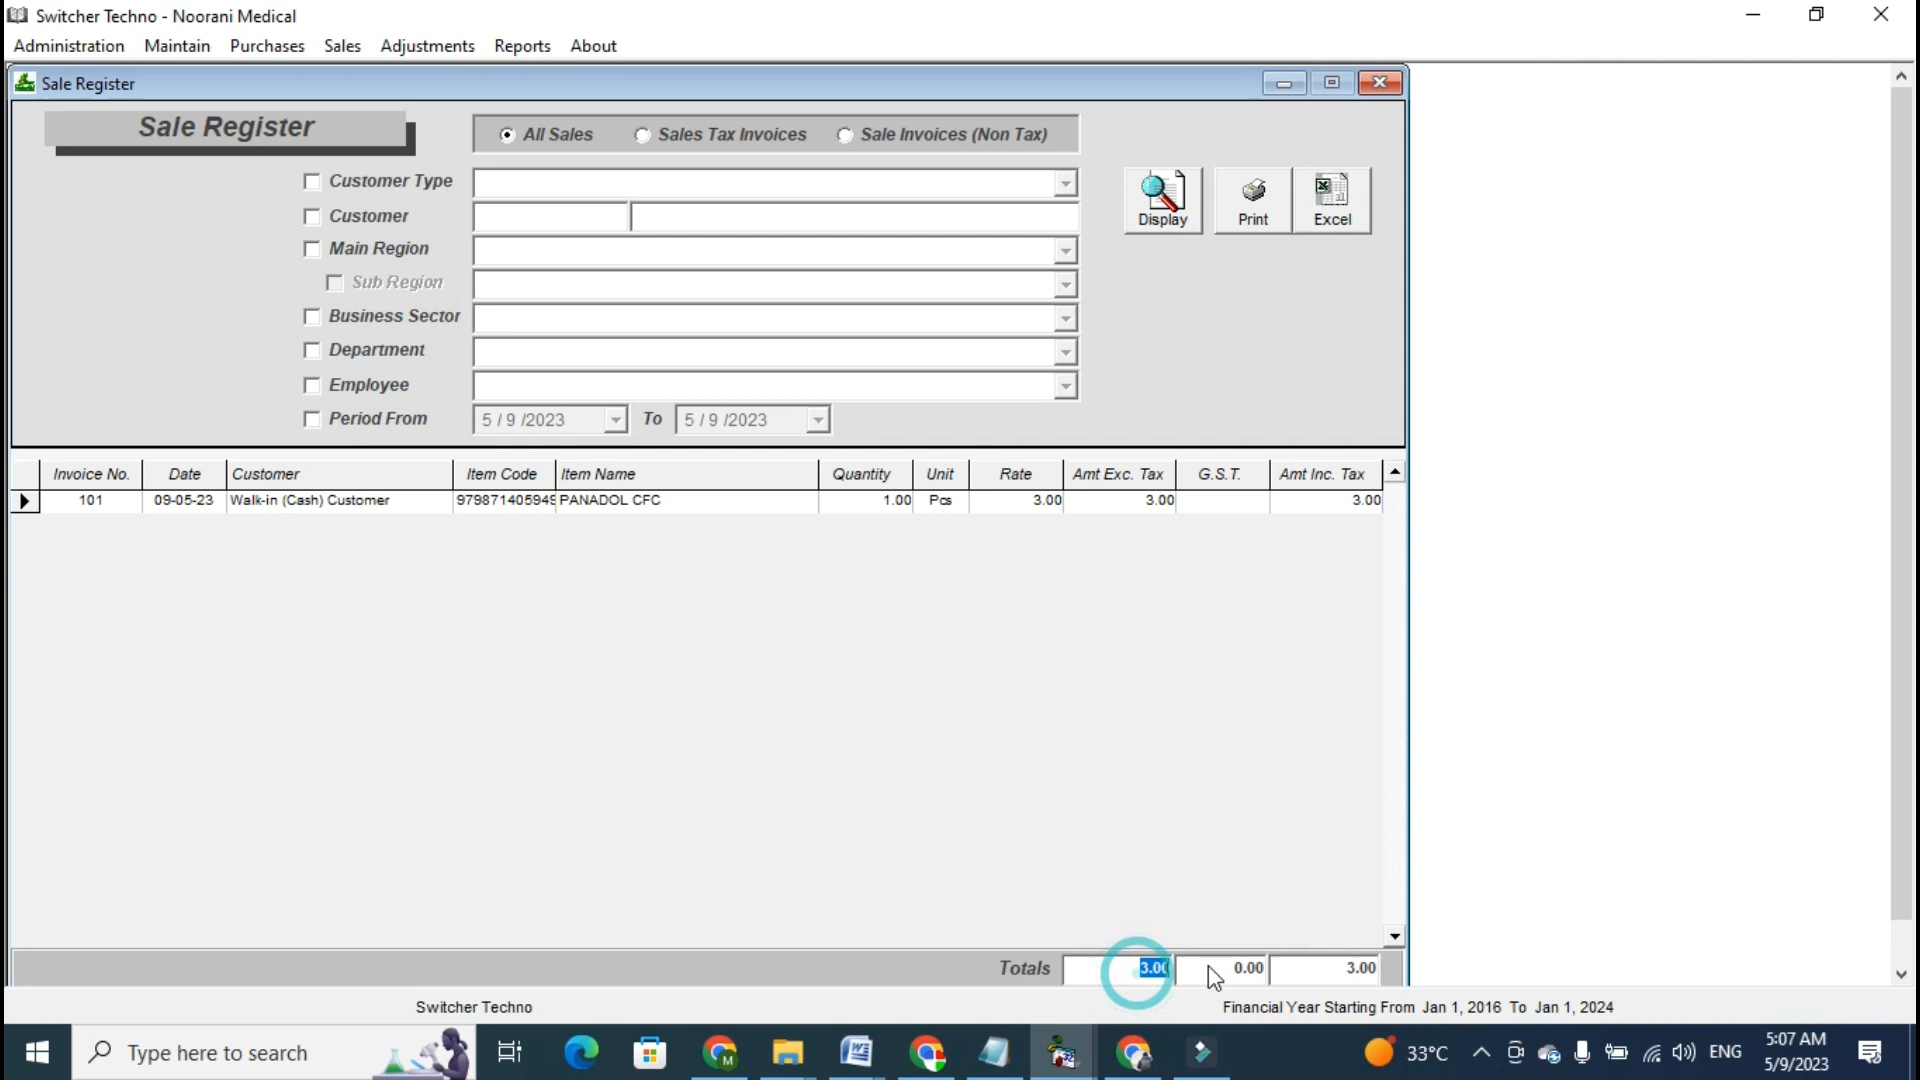 Switcher Techno - Noorani Medical
Administration Maintain Purchases Sales Adjustments Reports About
Sale Register
Sale Register
All Sales Sales Tax Invoices Sale Invoices (Non Tax)
Customer Type
Customer
Main Region
Sub Region
Business Sector
Department
Employee
Period From 5 / 9 /2023 To 5 / 9 /2023
Display Print Excel
Invoice No. Date Customer Item Code Item Name Quantity Unit Rate Amt Exc. Tax G.S.T. Amt Inc. Tax
101 09-05-23 Walk-in (Cash) Customer 979871405949 PANADOL CFC 1.00 Pcs 3.00 3.00 3.00
Totals 3.00 0.00 3.00
Switcher Techno Financial Year Starting From Jan 1, 2016 To Jan 1, 2024
Type here to search 33°C ENG 5:07 AM
5/9/2023